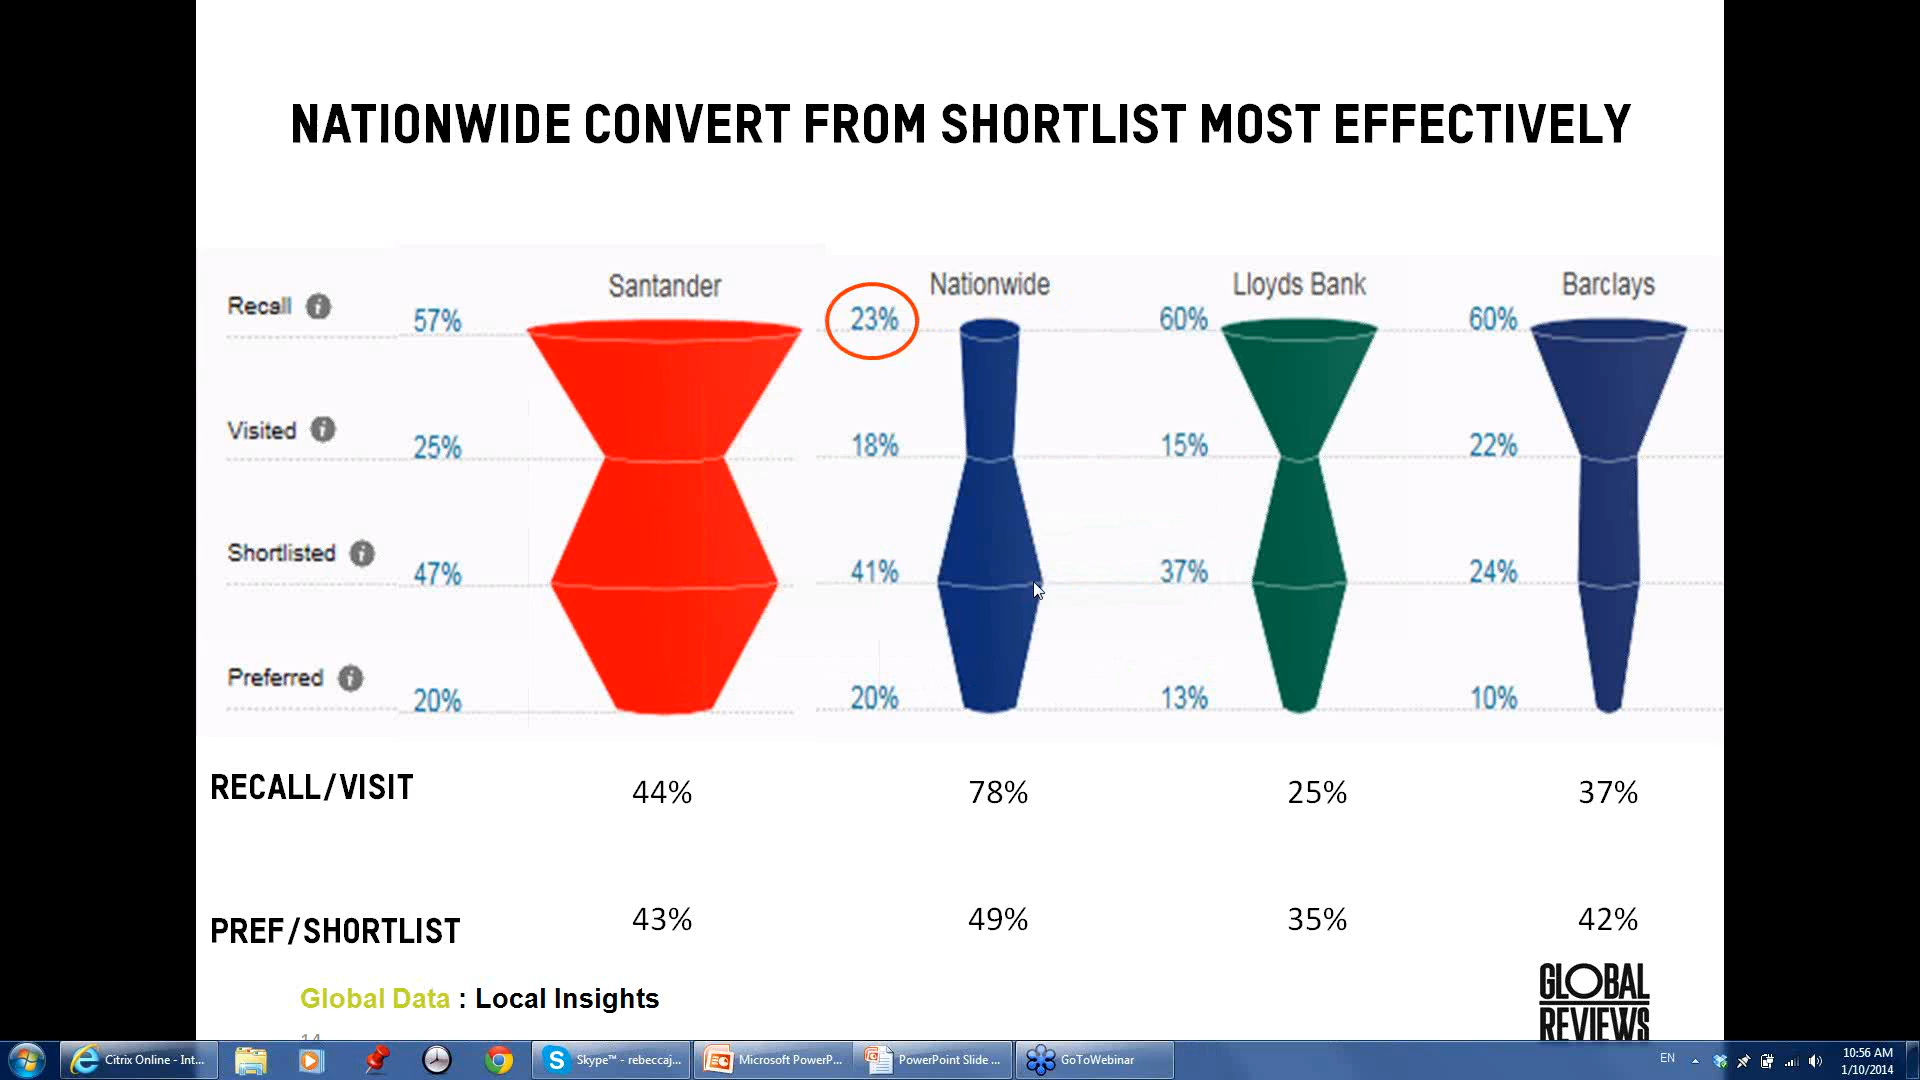 NATIONWIDE CONVERT FROM SHORTLIST MOST EFFECTIVELY
Santander Nationwide Lloyds Bank Barclays
Recall 57% 23% 60% 60%
Visited 25% 18% 15% 22%
Shortlisted 47% 41% 37% 24%
Preferred 20% 20% 13% 10%
RECALL/VISIT 44% 78% 25% 37%
PREF/SHORTLIST 43% 49% 35% 42%
Global Data : Local Insights
GLOBAL
REVIEWS
14
Citrix Online - Int... Skype™ - rebeccaj... Microsoft PowerP... PowerPoint Slide ... GoToWebinar EN 10:56 AM
1/10/2014